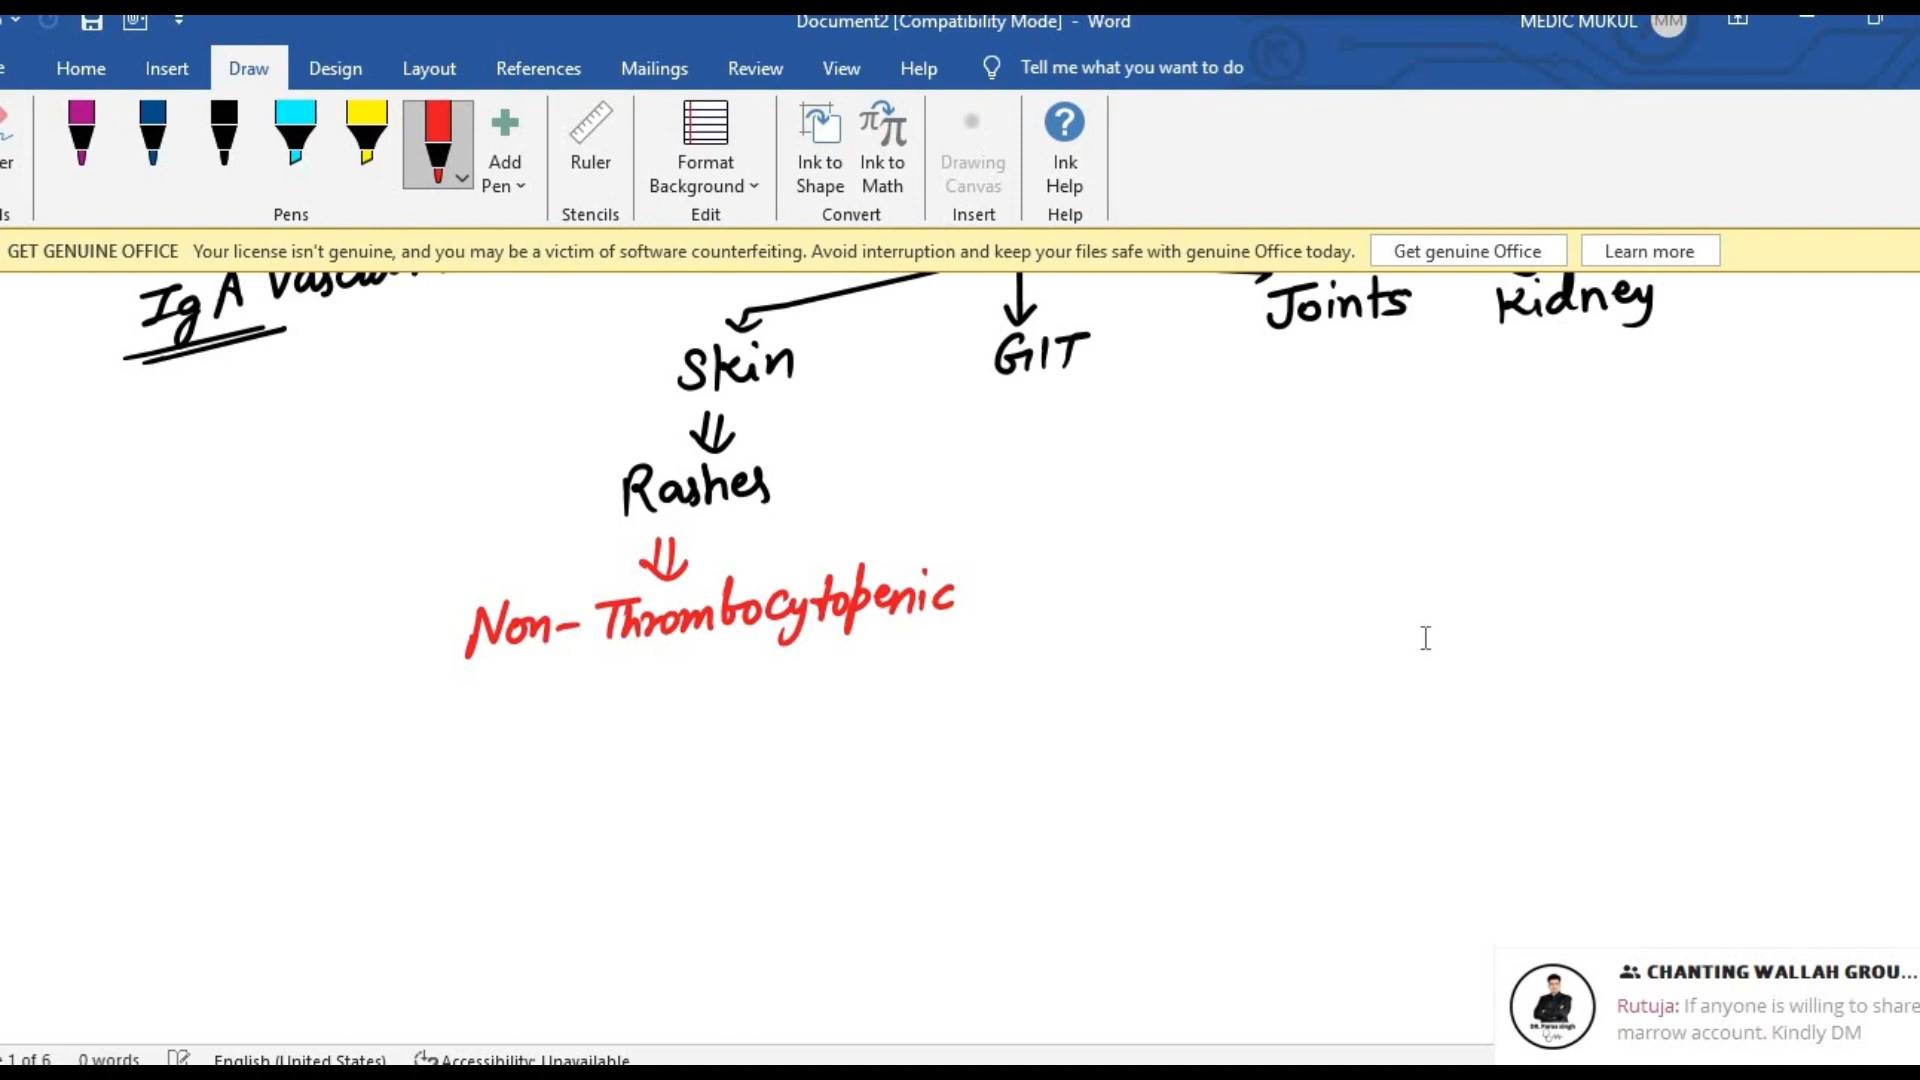 Document2 [Compatibility Mode] - Word
MEDIC MUKUL MM
Home Insert Draw Design Layout References Mailings Review View Help Tell me what you want to do
Add Pen
Ruler
Format Background
Ink to Shape
Ink to Math
Drawing Canvas
Ink Help
Pens Stencils Edit Convert Insert Help
GET GENUINE OFFICE Your license isn't genuine, and you may be a victim of software counterfeiting. Avoid interruption and keep your files safe with genuine Office today. Get genuine Office Learn more
IgA
Joints Kidney
Skin GIT
Rashes
Non-Thrombocytopenic
CHANTING WALLAH GROU...
Rutuja: If anyone is willing to share
marrow account. Kindly DM
1 of 6 0 words English (United States) Accessibility: Unavailable